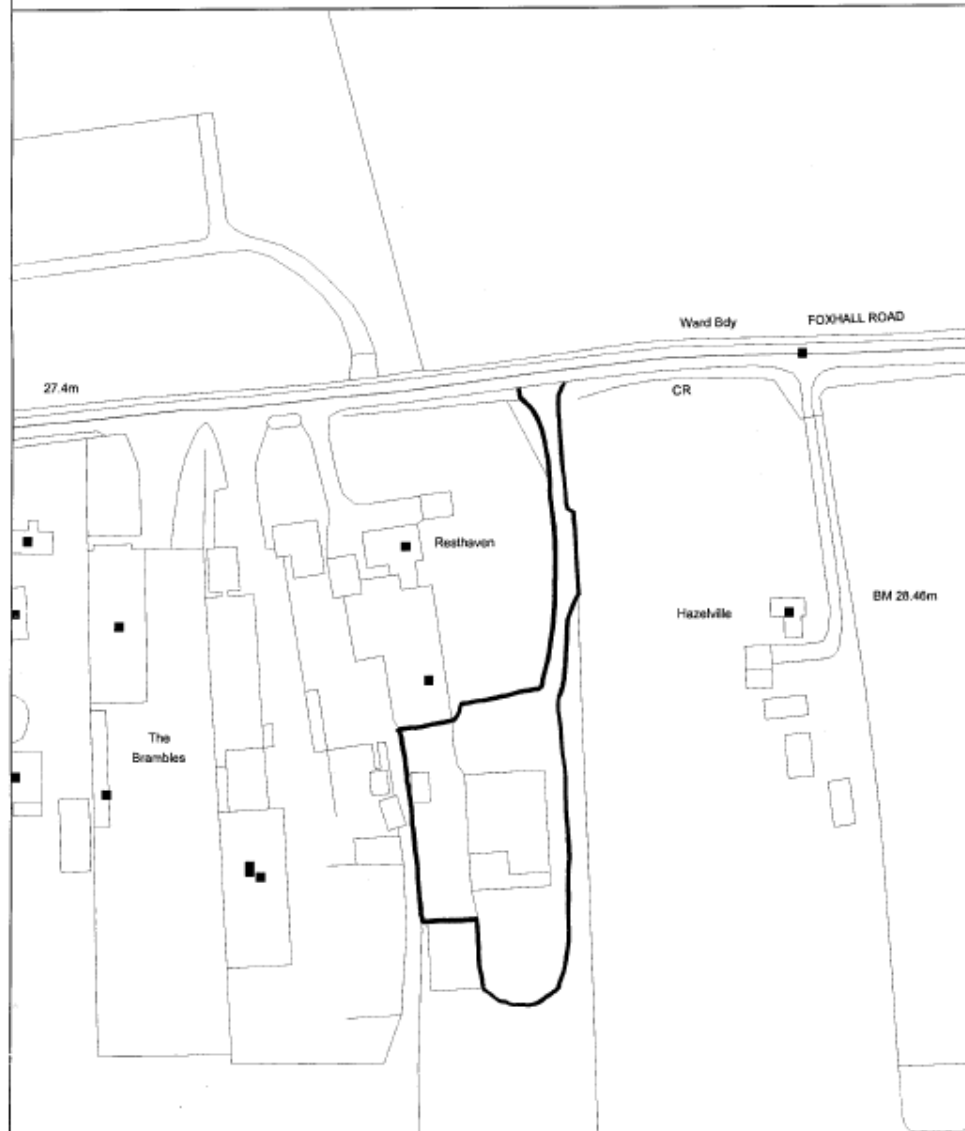 Ward Bdy
FOXHALL ROAD
27.4m
CR
Resthaven
BM 28.46m
Hazelville
The
Brambles